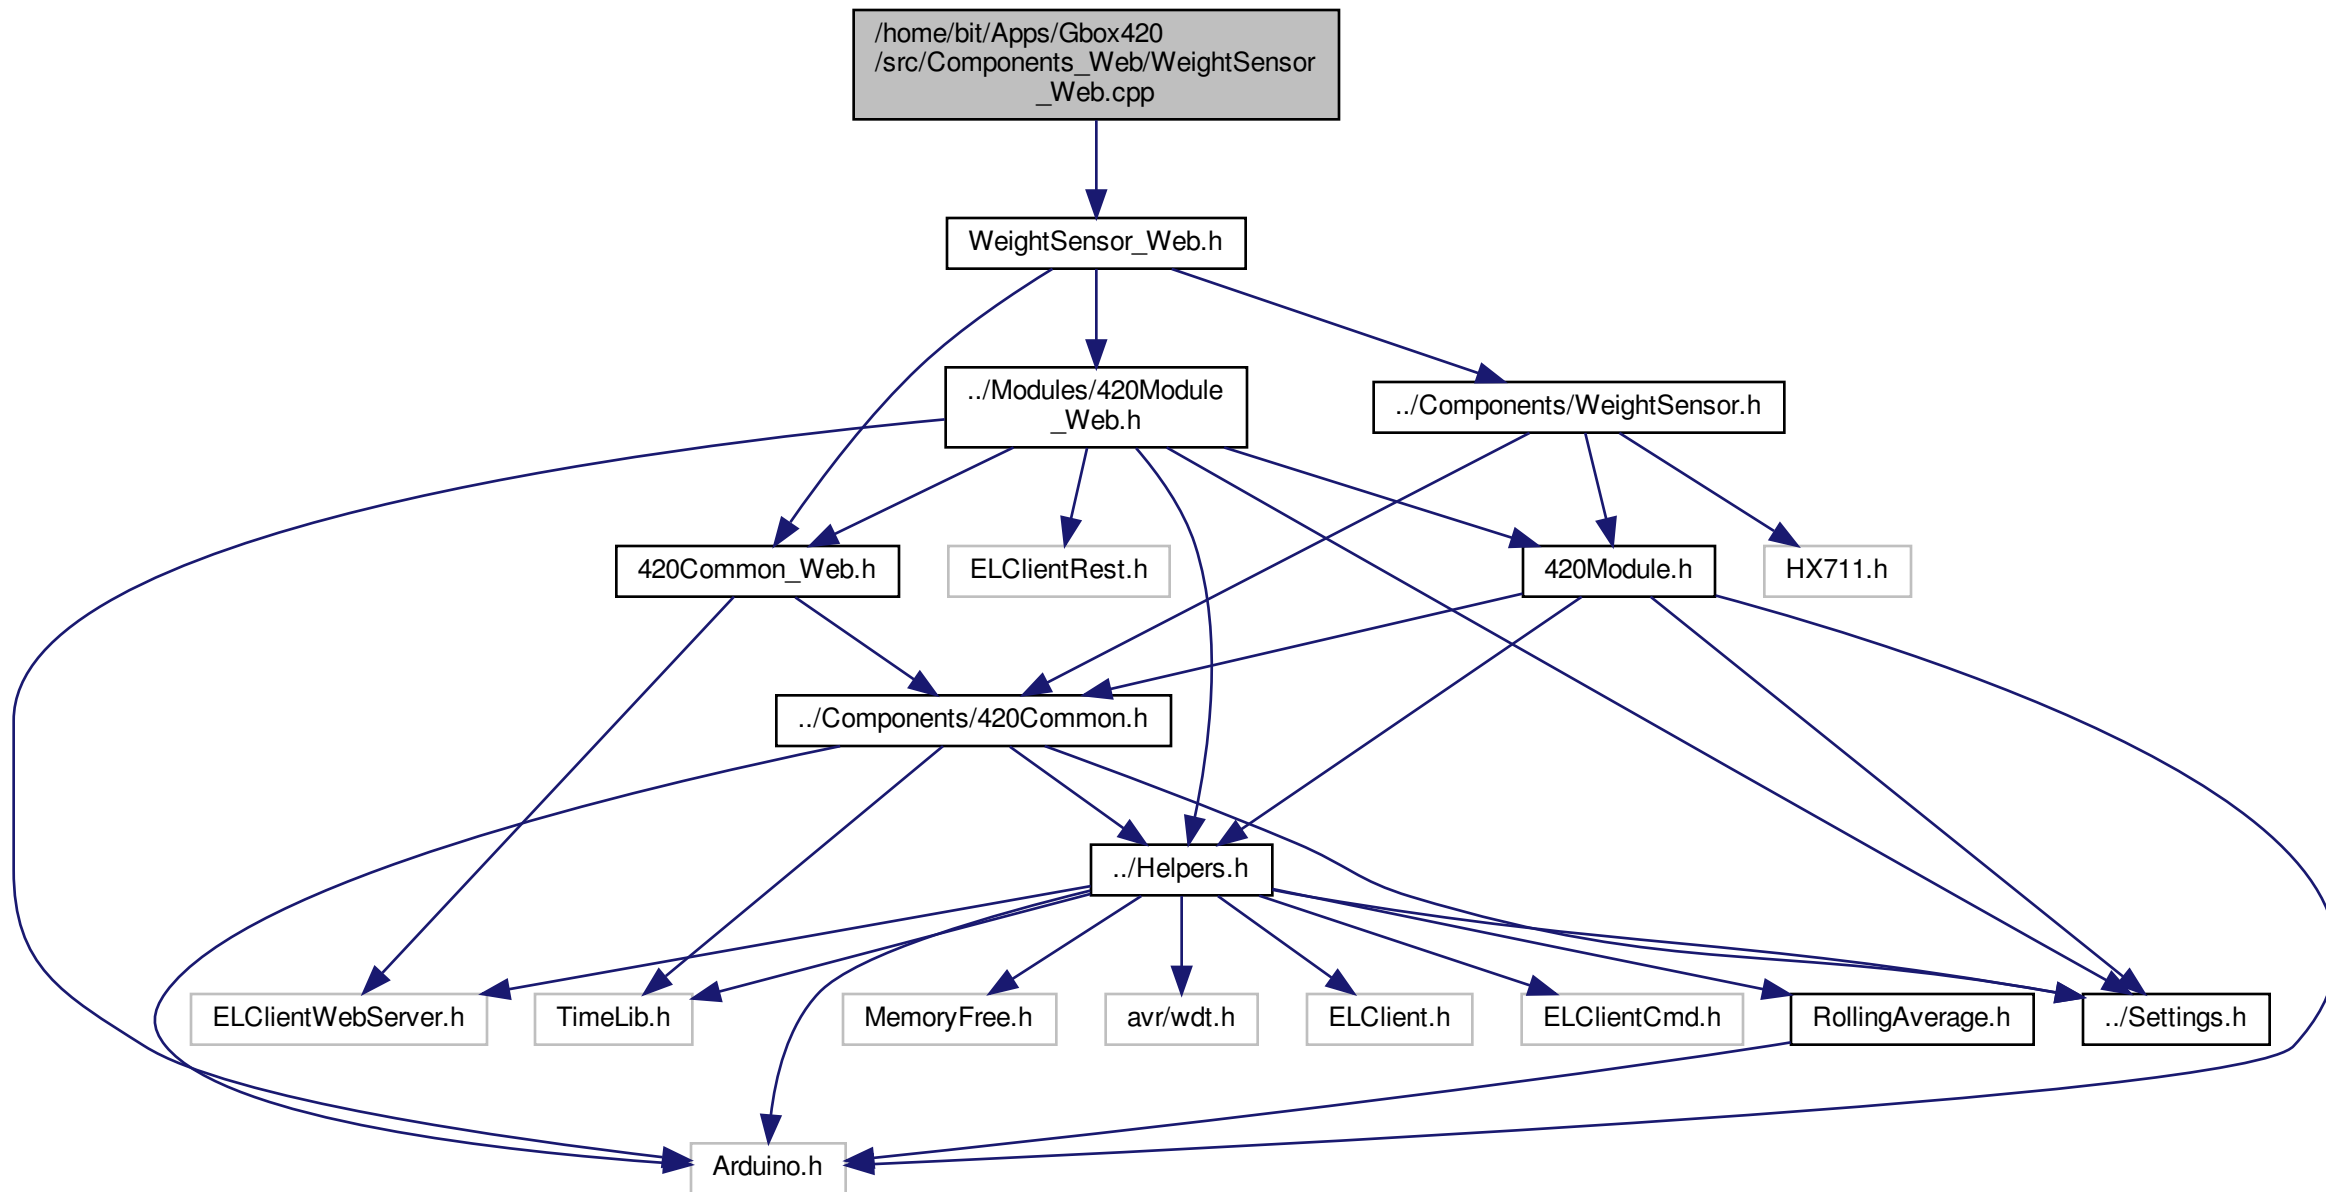 /home/bit/Apps/Gbox420
/src/Components_Web/WeightSensor
_Web.cpp
WeightSensor_Web.h
../Modules/420Module
_Web.h
../Components/WeightSensor.h
420Common_Web.h
ELClientRest.h
420Module.h
HX711.h
../Components/420Common.h
../Helpers.h
ELClientWebServer.h
TimeLib.h
MemoryFree.h
avr/wdt.h
ELClient.h
ELClientCmd.h
RollingAverage.h
../Settings.h
Arduino.h